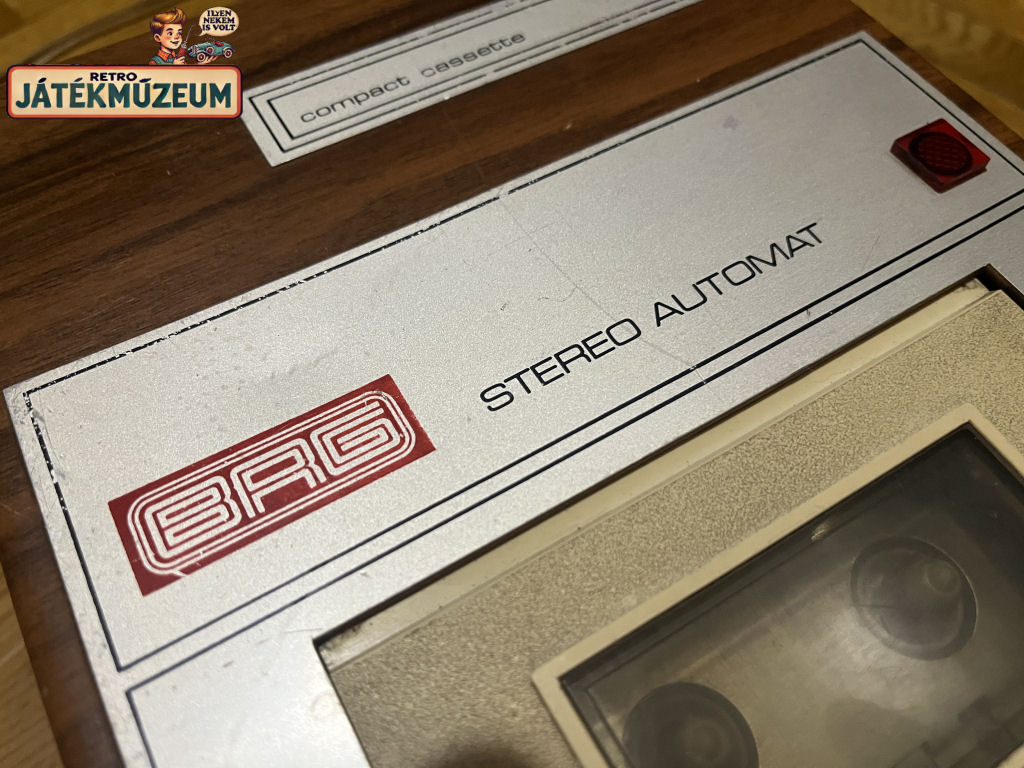 ILYEN
NEKEM
IS VOLT
RETRO
JÁTÉKMÚZEUM
compact cassette
STEREO AUTOMAT
BRG